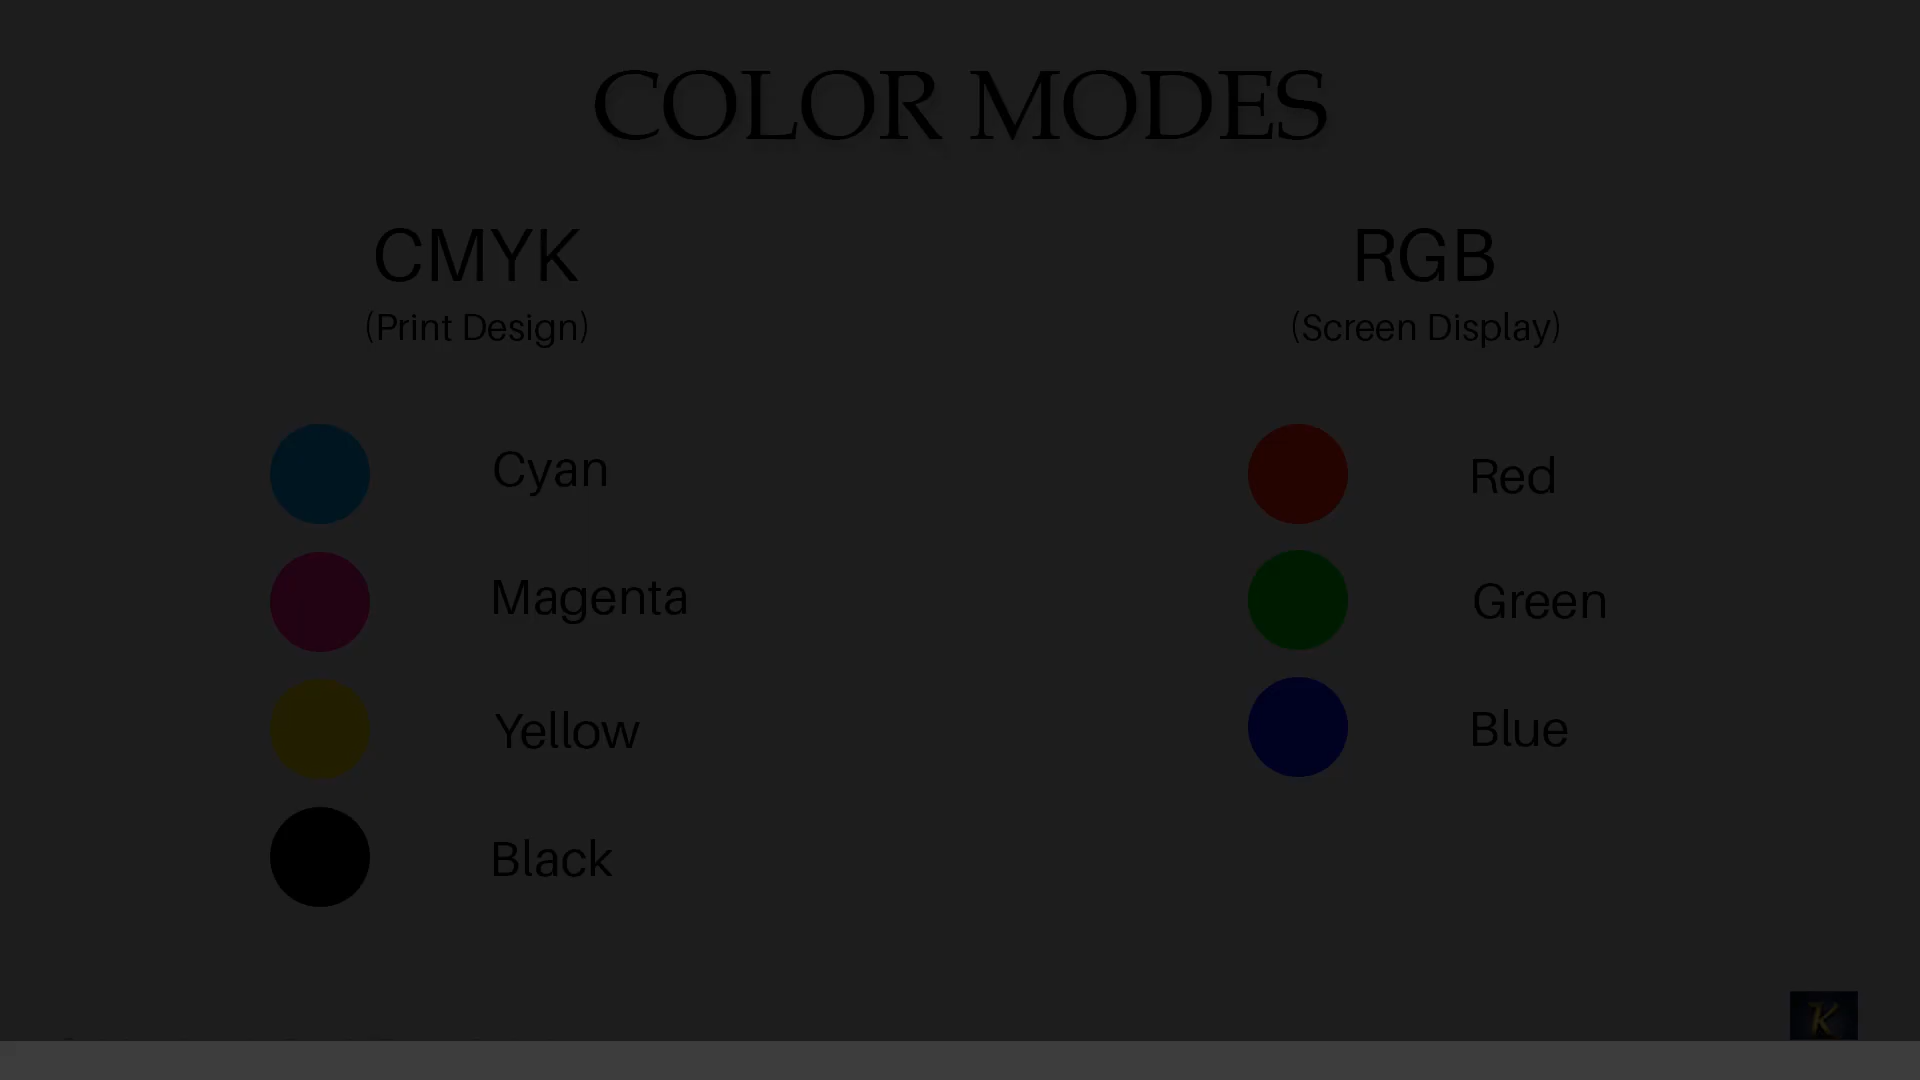 COLOR MODES
CMYK
(Print Design)
Cyan
Magenta
Yellow
Black
RGB
(Screen Display)
Red
Green
Blue
K